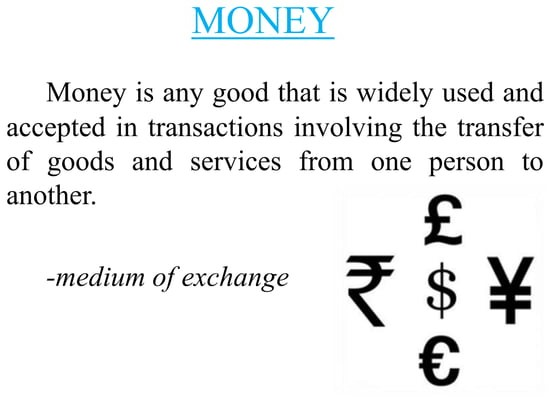 MONEY
Money is any good that is widely used and
accepted in transactions involving the transfer
of goods and services from one person to
another.
-medium of exchange
£
₹ $ ¥
€